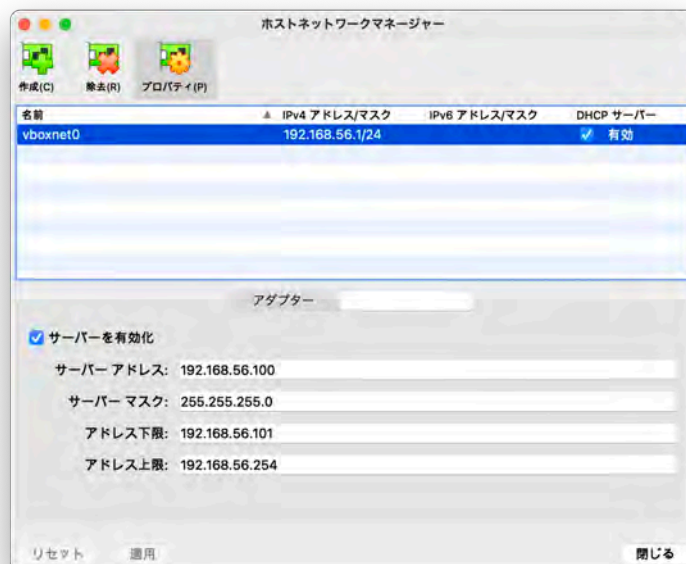 ホストネットワークマネージャー
作成(C) 除去(R) プロパティ(P)
名前 ▲ IPv4 アドレス/マスク IPv6 アドレス/マスク DHCP サーバー
vboxnet0 192.168.56.1/24 有効
アダプター
サーバーを有効化
サーバー アドレス: 192.168.56.100
サーバー マスク: 255.255.255.0
アドレス下限: 192.168.56.101
アドレス上限: 192.168.56.254
リセット 適用 閉じる